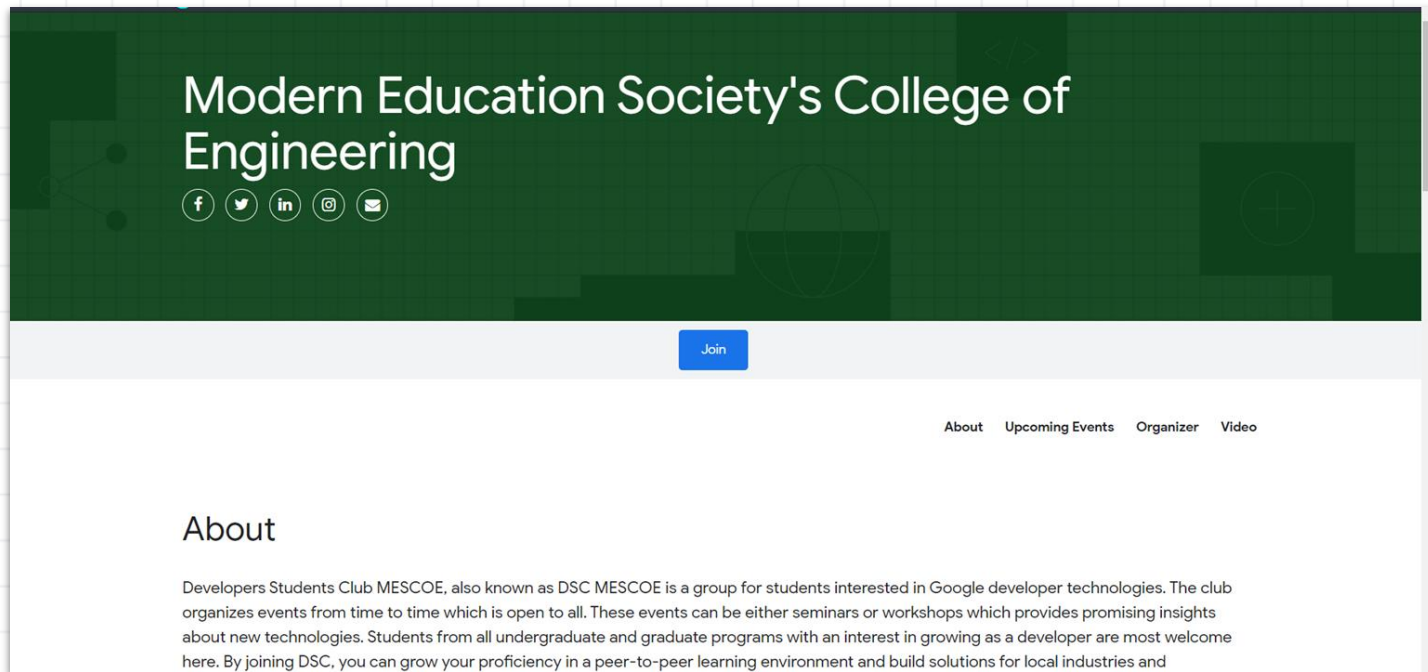 Modern Education Society's College of
Engineering
Join
About Upcoming Events Organizer Video
About
Developers Students Club MESCOE, also known as DSC MESCOE is a group for students interested in Google developer technologies. The club
organizes events from time to time which is open to all. These events can be either seminars or workshops which provides promising insights
about new technologies. Students from all undergraduate and graduate programs with an interest in growing as a developer are most welcome
here. By joining DSC, you can grow your proficiency in a peer-to-peer learning environment and build solutions for local industries and